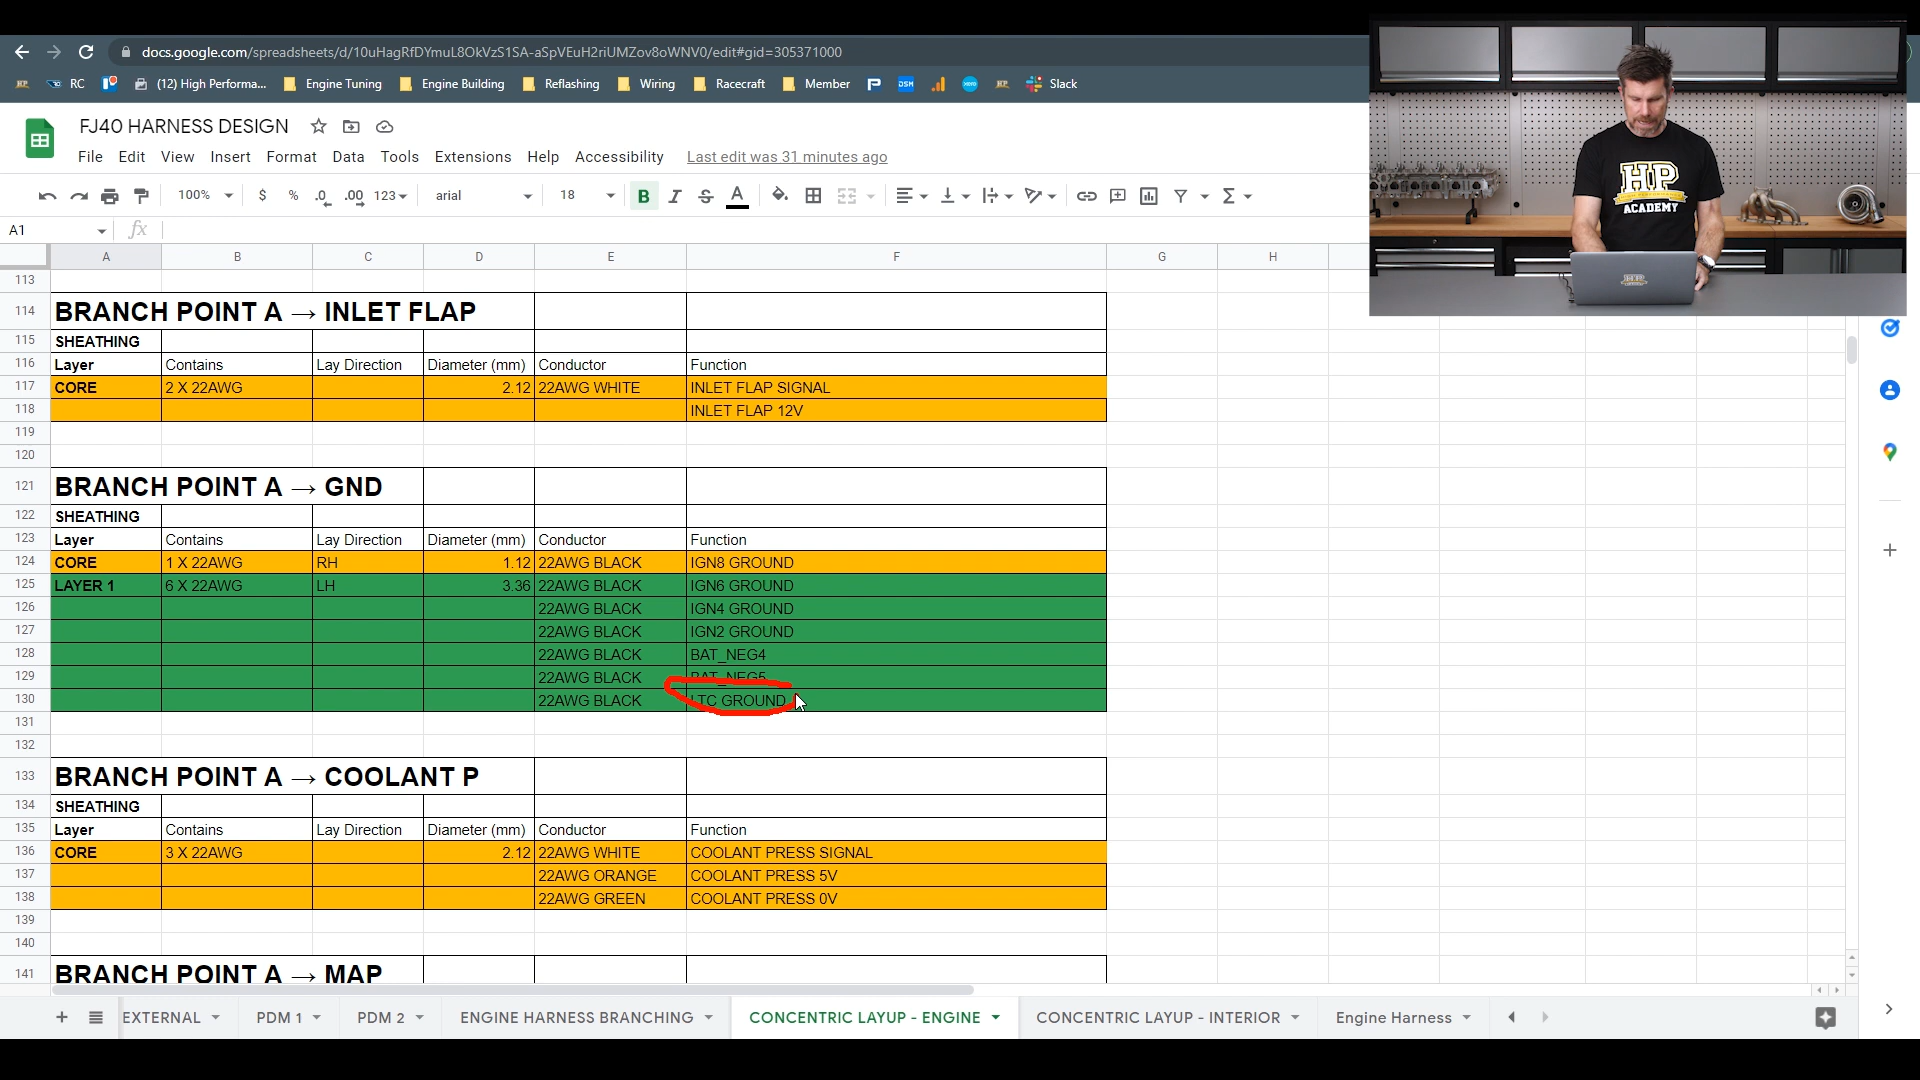 docs.google.com/spreadsheets/d/10uHagRfDYmuL8OkVzS1SA-aSpVEuH2riUMZov8oWNV0/edit#gid=305371000
RC (12) High Performa... Engine Tuning Engine Building Reflashing Wiring Racecraft Member DSM xero Slack
FJ40 HARNESS DESIGN
File Edit View Insert Format Data Tools Extensions Help Accessibility Last edit was 31 minutes ago
100% $ % .0 .00 123 arial 18 B I S A
A1 fx
A B C D E F G H
113
114 BRANCH POINT A → INLET FLAP
115 SHEATHING
116 Layer Contains Lay Direction Diameter (mm) Conductor Function
117 CORE 2 X 22AWG 2.12 22AWG WHITE INLET FLAP SIGNAL
118 INLET FLAP 12V
119
120
121 BRANCH POINT A → GND
122 SHEATHING
123 Layer Contains Lay Direction Diameter (mm) Conductor Function
124 CORE 1 X 22AWG RH 1.12 22AWG BLACK IGN8 GROUND
125 LAYER 1 6 X 22AWG LH 3.36 22AWG BLACK IGN6 GROUND
126 22AWG BLACK IGN4 GROUND
127 22AWG BLACK IGN2 GROUND
128 22AWG BLACK BAT_NEG4
129 22AWG BLACK BAT_NEG5
130 22AWG BLACK LTC GROUND
131
132
133 BRANCH POINT A → COOLANT P
134 SHEATHING
135 Layer Contains Lay Direction Diameter (mm) Conductor Function
136 CORE 3 X 22AWG 2.12 22AWG WHITE COOLANT PRESS SIGNAL
137 22AWG ORANGE COOLANT PRESS 5V
138 22AWG GREEN COOLANT PRESS 0V
139
140
141 BRANCH POINT A → MAP
EXTERNAL PDM 1 PDM 2 ENGINE HARNESS BRANCHING CONCENTRIC LAYUP - ENGINE CONCENTRIC LAYUP - INTERIOR Engine Harness
HP
ACADEMY